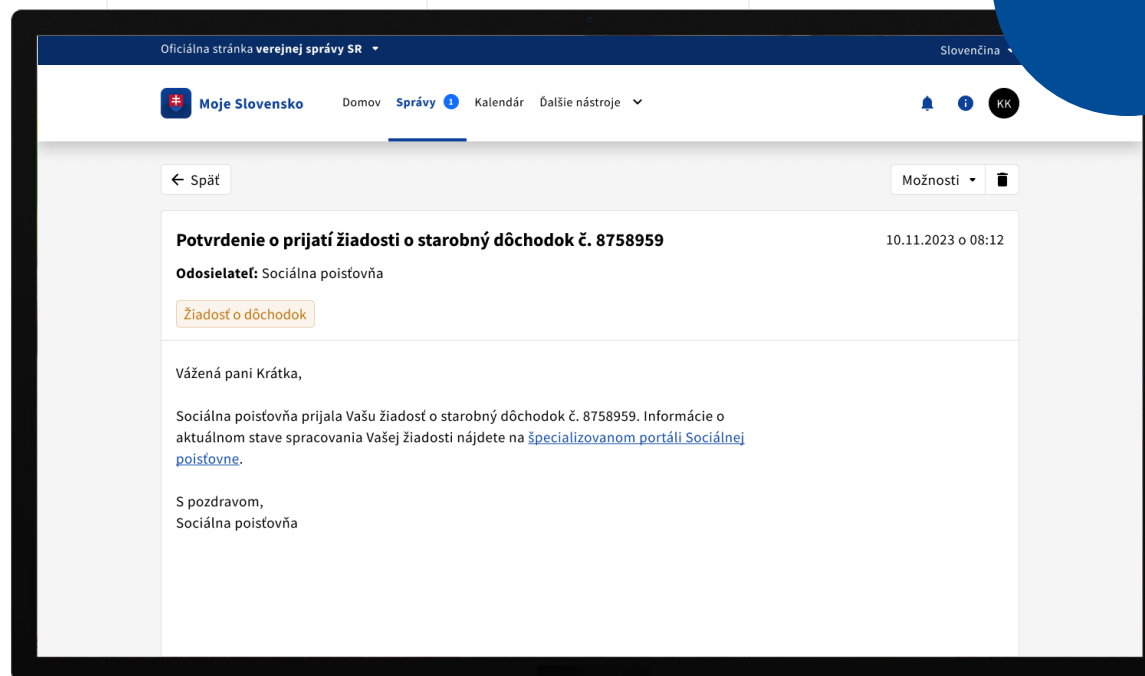 Oficiálna stránka verejnej správy SR
Slovenčina
Moje Slovensko
Domov
Správy 1
Kalendár
Ďalšie nástroje
KK
Späť
Možnosti
Potvrdenie o prijatí žiadosti o starobný dôchodok č. 8758959
10.11.2023 o 08:12
Odosielateľ: Sociálna poisťovňa
Žiadosť o dôchodok
Vážená pani Krátka,
Sociálna poisťovňa prijala Vašu žiadosť o starobný dôchodok č. 8758959. Informácie o
aktuálnom stave spracovania Vašej žiadosti nájdete na špecializovanom portáli Sociálnej
poisťovne.
S pozdravom,
Sociálna poisťovňa